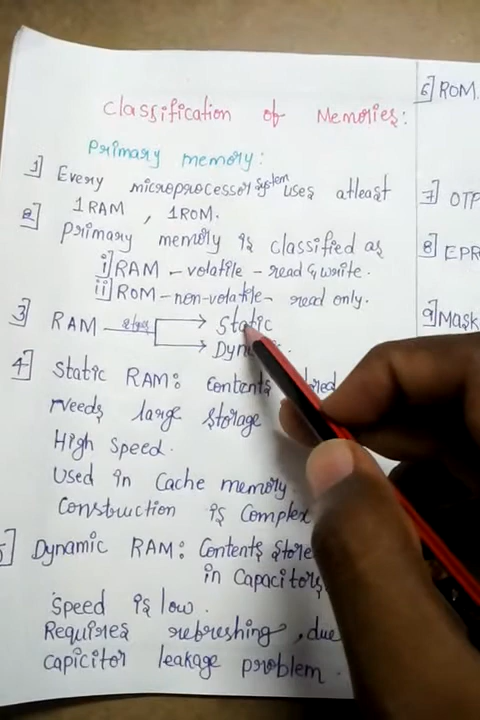 Classification of Memories:
Primary memory:
1] Every microprocessor system uses atleast
1 RAM , 1 ROM.
2] Primary memory is classified as
i] RAM - volatile - read & write.
ii] ROM - non-volatile - read only.
3] RAM 2 types Static
4] Static RAM: Contents
Needs large storage
High Speed.
Used in Cache memory
Construction is Complex
5] Dynamic RAM: Contents
in Capacitors
Speed is low.
Requires refreshing, due
capicitor leakage problem.
6] ROM.
7] OTP
8] EPR
9] Mask